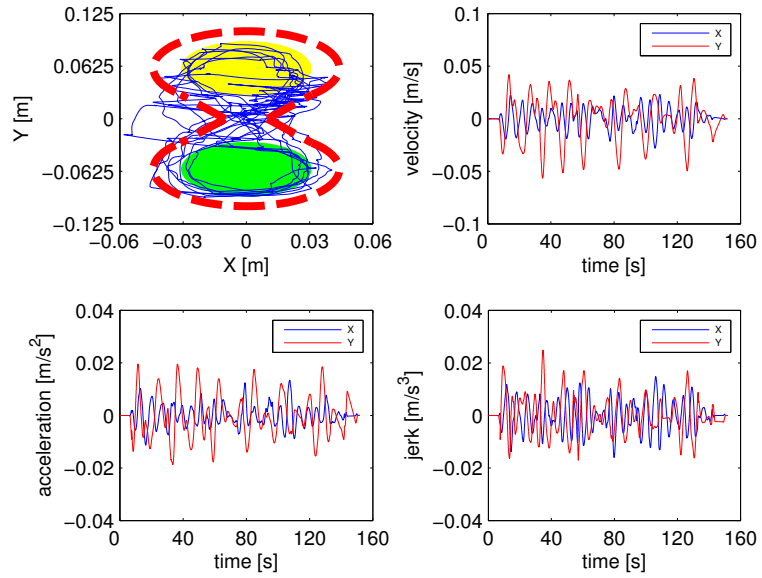 0.125
0.0625
0
−0.0625
−0.125
Y [m]
−0.06
−0.03
0
0.03
0.06
X [m]
0.1
0.05
0
−0.05
−0.1
velocity [m/s]
X
Y
0
40
80
120
160
time [s]
0.04
0.02
0
−0.02
−0.04
acceleration [m/s²]
X
Y
0
40
80
120
160
time [s]
0.04
0.02
0
−0.02
−0.04
jerk [m/s³]
X
Y
0
40
80
120
160
time [s]